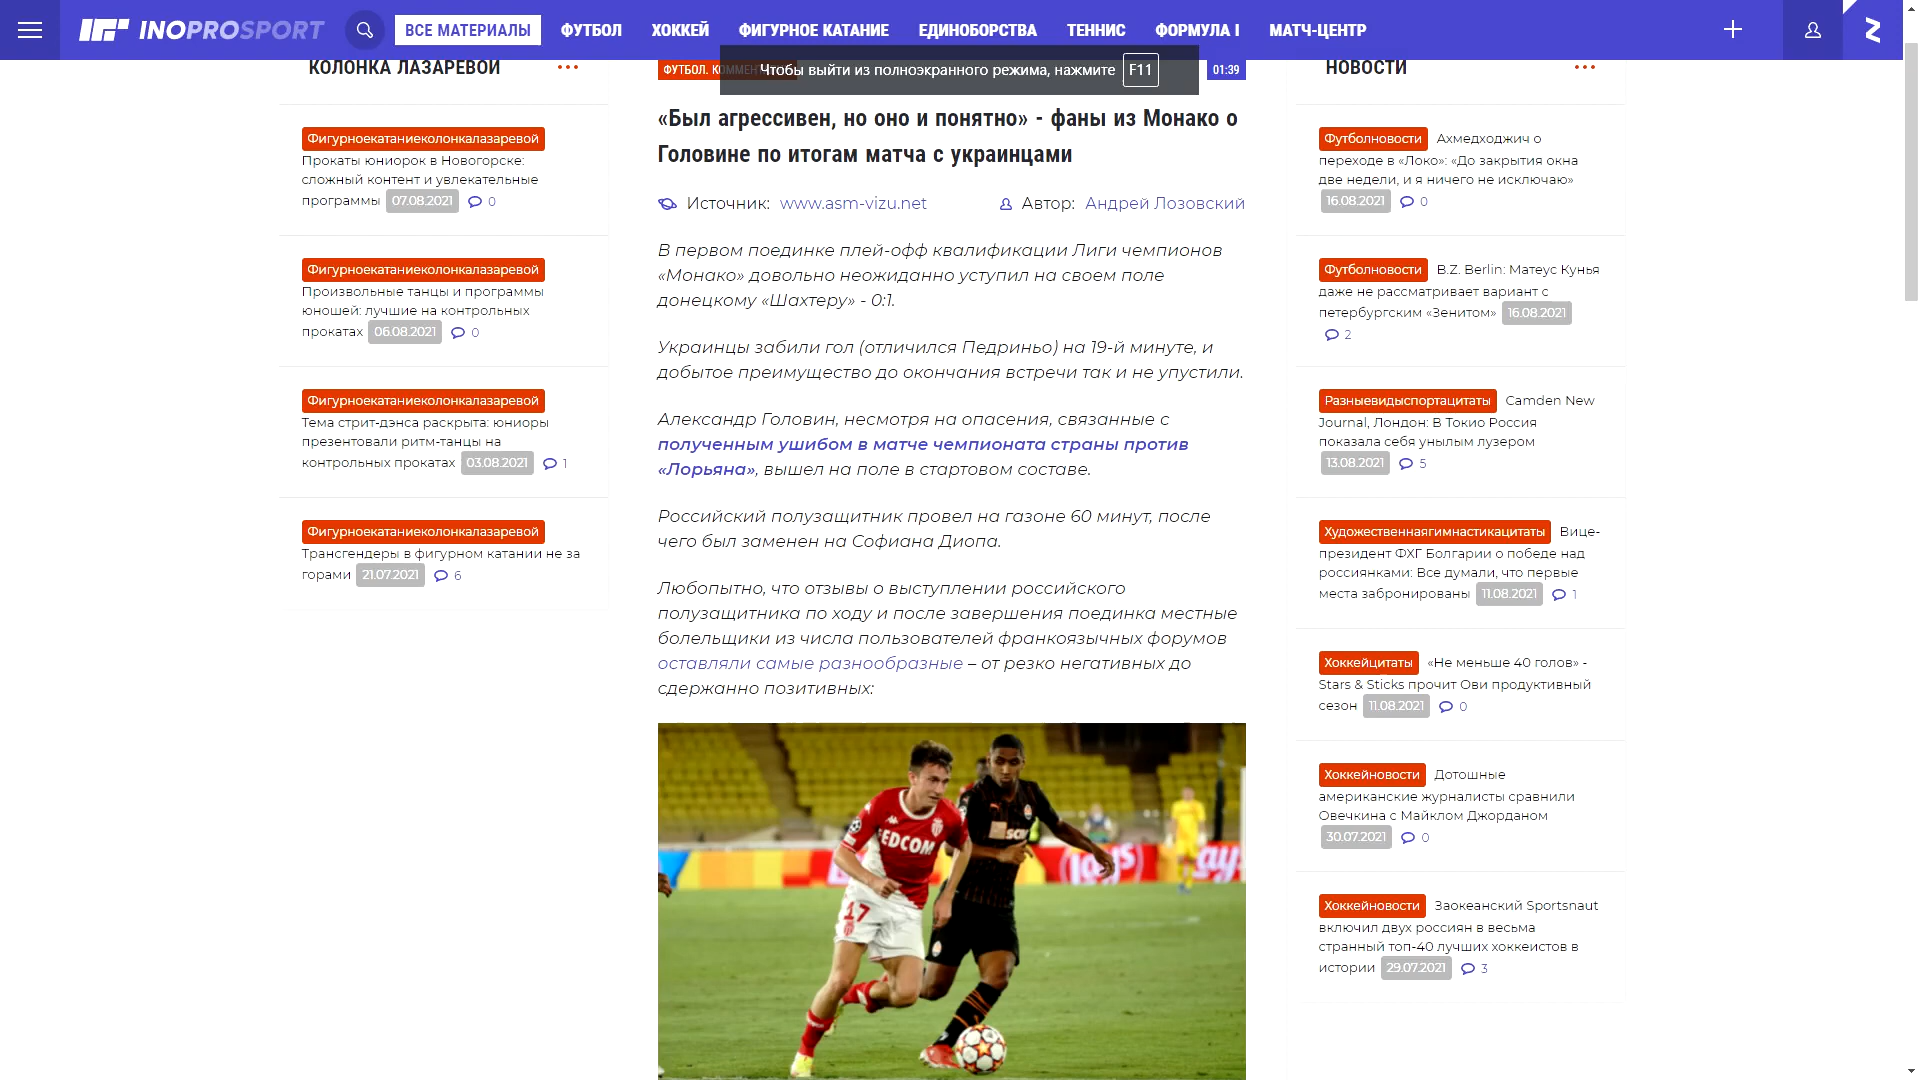 INOPROSPORT
ВСЕ МАТЕРИАЛЫ
ФУТБОЛ
ХОККЕЙ
ФИГУРНОЕ КАТАНИЕ
ЕДИНОБОРСТВА
ТЕННИС
ФОРМУЛА I
МАТЧ-ЦЕНТР
Чтобы выйти из полноэкранного режима, нажмите F11
КОЛОНКА ЛАЗАРЕВОЙ
Фигурноекатаниеколонкалазаревой
Прокаты юниорок в Новогорске:
сложный контент и увлекательные
программы 07.08.2021 0
Фигурноекатаниеколонкалазаревой
Произвольные танцы и программы
юношей: лучшие на контрольных
прокатах 06.08.2021 0
Фигурноекатаниеколонкалазаревой
Тема стрит-дэнса раскрыта: юниоры
презентовали ритм-танцы на
контрольных прокатах 03.08.2021 1
Фигурноекатаниеколонкалазаревой
Трансгендеры в фигурном катании не за
горами 21.07.2021 6
ФУТБОЛ.
01:39
«Был агрессивен, но оно и понятно» - фаны из Монако о
Головине по итогам матча с украинцами
Источник: www.asm-vizu.net
Автор: Андрей Лозовский
В первом поединке плей-офф квалификации Лиги чемпионов
«Монако» довольно неожиданно уступил на своем поле
донецкому «Шахтеру» - 0:1.
Украинцы забили гол (отличился Педриньо) на 19-й минуте, и
добытое преимущество до окончания встречи так и не упустили.
Александр Головин, несмотря на опасения, связанные с
полученным ушибом в матче чемпионата страны против
«Лорьяна», вышел на поле в стартовом составе.
Российский полузащитник провел на газоне 60 минут, после
чего был заменен на Софиана Диопа.
Любопытно, что отзывы о выступлении российского
полузащитника по ходу и после завершения поединка местные
болельщики из числа пользователей франкоязычных форумов
оставляли самые разнообразные – от резко негативных до
сдержанно позитивных:
FEDCOM
17
lays
НОВОСТИ
Футболновости Ахмедходжич о
переходе в «Локо»: «До закрытия окна
две недели, и я ничего не исключаю»
16.08.2021 0
Футболновости B.Z. Berlin: Матеус Кунья
даже не рассматривает вариант с
петербургским «Зенитом» 16.08.2021
2
Разныевидыспортацитаты Camden New
Journal, Лондон: В Токио Россия
показала себя унылым лузером
13.08.2021 5
Художественнаягимнастикацитаты Вице-
президент ФХГ Болгарии о победе над
россиянками: Все думали, что первые
места забронированы 11.08.2021 1
Хоккейцитаты «Не меньше 40 голов» -
Stars & Sticks прочит Ови продуктивный
сезон 11.08.2021 0
Хоккейновости Дотошные
американские журналисты сравнили
Овечкина с Майклом Джорданом
30.07.2021 0
Хоккейновости Заокеанский Sportsnaut
включил двух россиян в весьма
странный топ-40 лучших хоккеистов в
истории 29.07.2021 3